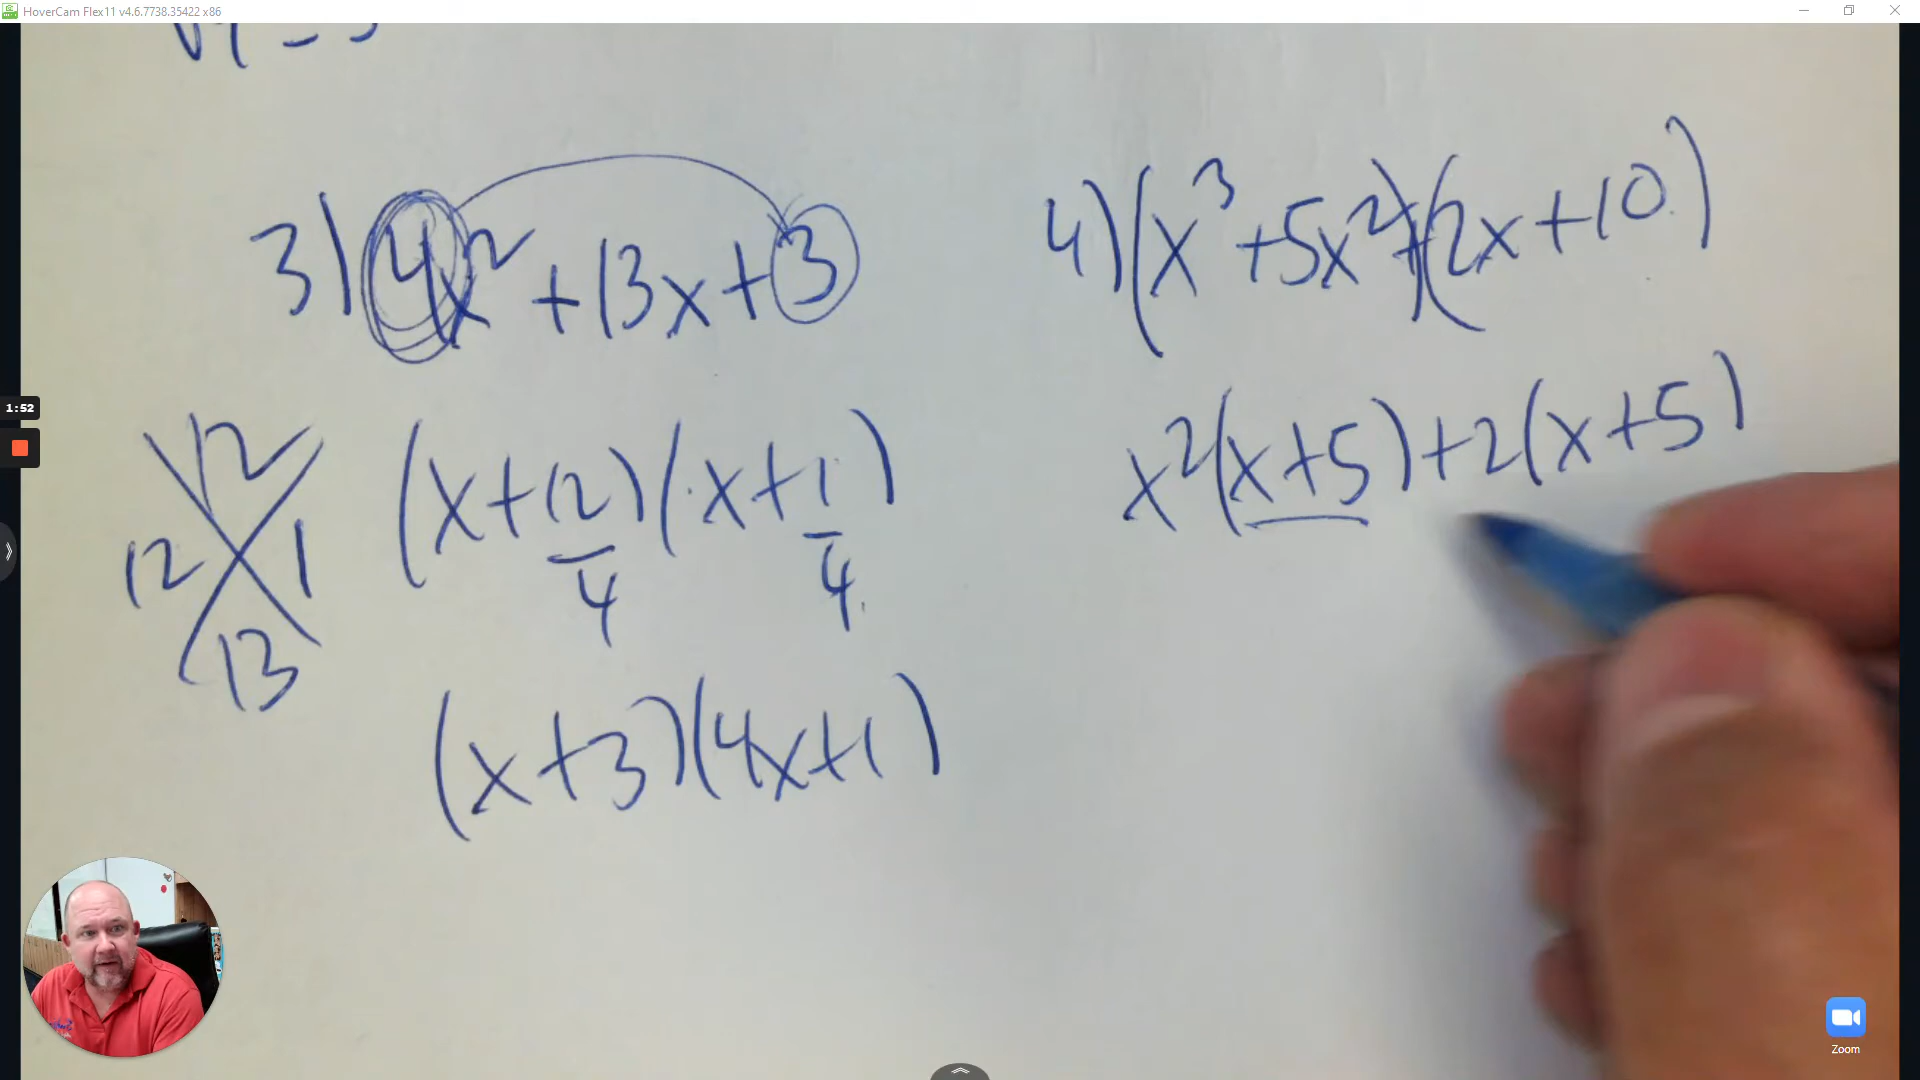 HoverCam Flex11 v4.6.7738.35422 x86
3) 4x² + 13x + 3
12
12 1
13
(x + 12/4)(x + 1/4)
(x + 3)(4x + 1)
4) (x³ + 5x²) + (2x + 10)
x²(x + 5) + 2(x + 5)
1:52
Zoom